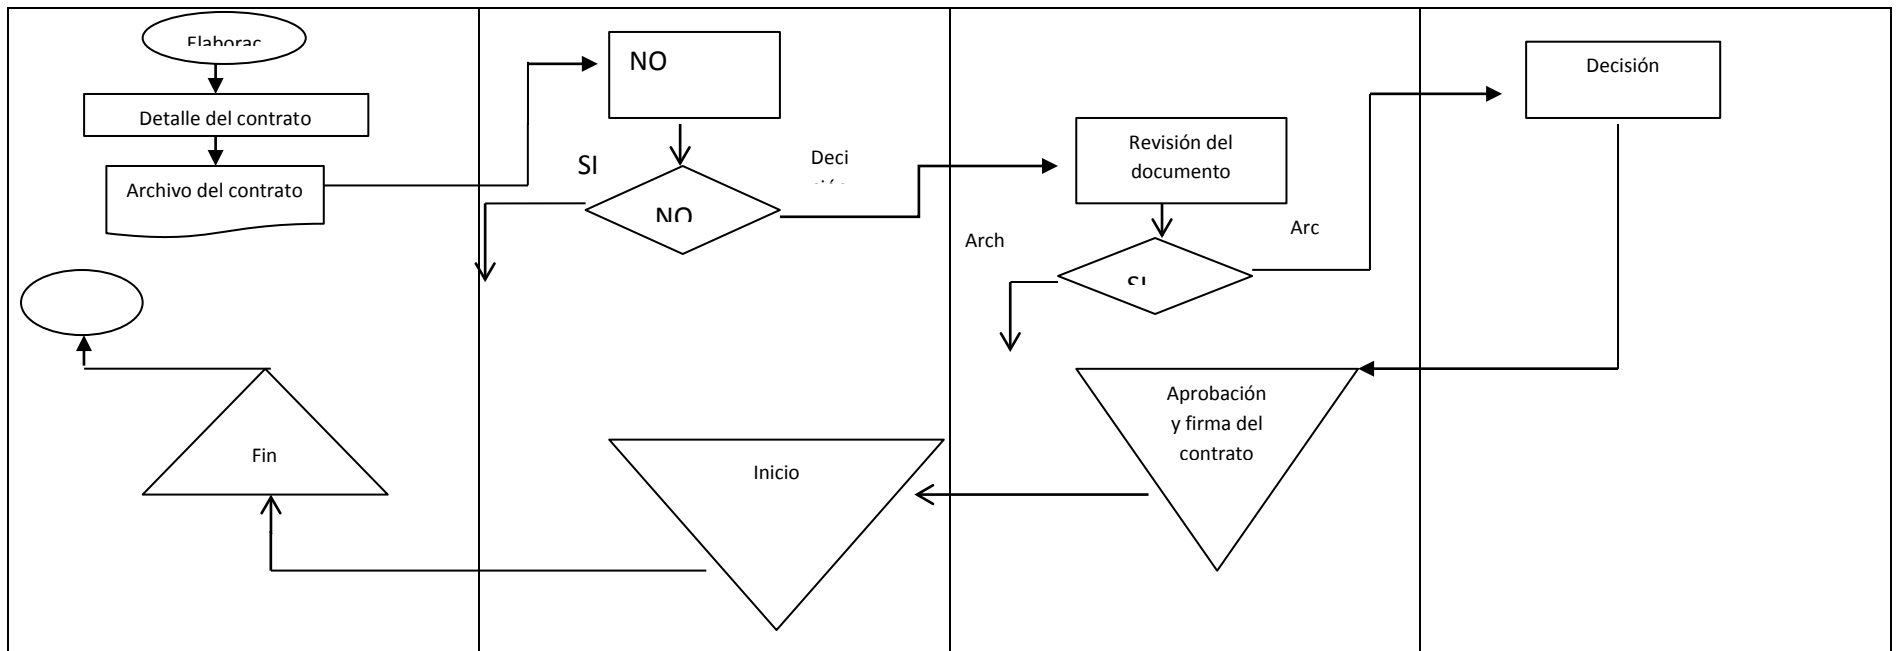 Elaborac
Detalle del contrato
Archivo del contrato
NO
SI
NO
Deci
Revisión del
documento
Arch
Arc
SI
Decisión
Aprobación
y firma del
contrato
Inicio
Fin